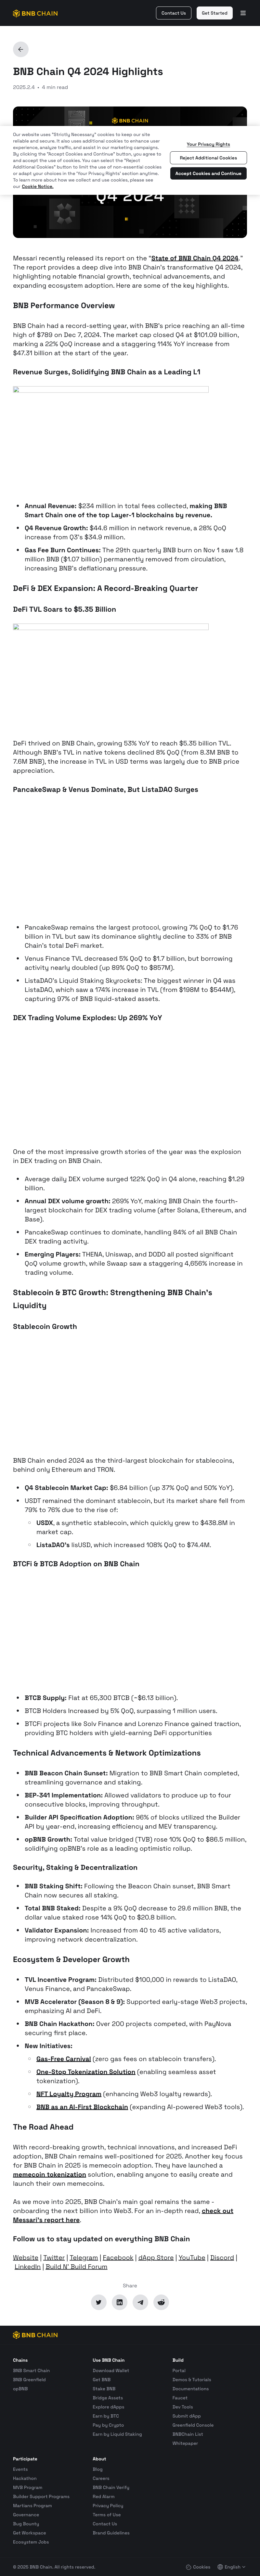 BNB CHAIN
Contact Us
Get Started
BNB Chain Q4 2024 Highlights
2025.2.4 • 4 min read
BNB CHAIN
Our website uses "Strictly Necessary" cookies to keep our site
reliable and secure. It also uses additional cookies to enhance user
experience, manage traffic, and assist in our marketing campaigns.
By clicking the "Accept Cookies and Continue" button, you agree to
and accept this use of cookies. You can select the "Reject
Additional Cookies" button to limit the use of non-essential cookies
or adjust your choices in the 'Your Privacy Rights" section anytime.
To learn more about how we collect and use cookies, please see
our Cookie Notice.
Your Privacy Rights
Reject Additional Cookies
Accept Cookies and Continue
Q4 2024
Messari recently released its report on the "State of BNB Chain Q4 2024."
The report provides a deep dive into BNB Chain's transformative Q4 2024,
highlighting notable financial growth, technical advancements, and
expanding ecosystem adoption. Here are some of the key highlights.
BNB Performance Overview
BNB Chain had a record-setting year, with BNB's price reaching an all-time
high of $789 on Dec 7, 2024. The market cap closed Q4 at $101.09 billion,
marking a 22% QoQ increase and a staggering 114% YoY increase from
$47.31 billion at the start of the year.
Revenue Surges, Solidifying BNB Chain as a Leading L1
Annual Revenue: $234 million in total fees collected, making BNB
Smart Chain one of the top Layer-1 blockchains by revenue.
Q4 Revenue Growth: $44.6 million in network revenue, a 28% QoQ
increase from Q3's $34.9 million.
Gas Fee Burn Continues: The 29th quarterly BNB burn on Nov 1 saw 1.8
million BNB ($1.07 billion) permanently removed from circulation,
increasing BNB's deflationary pressure.
DeFi & DEX Expansion: A Record-Breaking Quarter
DeFi TVL Soars to $5.35 Billion
DeFi thrived on BNB Chain, growing 53% YoY to reach $5.35 billion TVL.
Although BNB's TVL in native tokens declined 8% QoQ (from 8.3M BNB to
7.6M BNB), the increase in TVL in USD terms was largely due to BNB price
appreciation.
PancakeSwap & Venus Dominate, But ListaDAO Surges
PancakeSwap remains the largest protocol, growing 7% QoQ to $1.76
billion in TVL but saw its dominance slightly decline to 33% of BNB
Chain's total DeFi market.
Venus Finance TVL decreased 5% QoQ to $1.7 billion, but borrowing
activity nearly doubled (up 89% QoQ to $857M).
ListaDAO's Liquid Staking Skyrockets: The biggest winner in Q4 was
ListaDAO, which saw a 174% increase in TVL (from $198M to $544M),
capturing 97% of BNB liquid-staked assets.
DEX Trading Volume Explodes: Up 269% YoY
One of the most impressive growth stories of the year was the explosion
in DEX trading on BNB Chain.
Average daily DEX volume surged 122% QoQ in Q4 alone, reaching $1.29
billion.
Annual DEX volume growth: 269% YoY, making BNB Chain the fourth-
largest blockchain for DEX trading volume (after Solana, Ethereum, and
Base).
PancakeSwap continues to dominate, handling 84% of all BNB Chain
DEX trading activity.
Emerging Players: THENA, Uniswap, and DODO all posted significant
QoQ volume growth, while Swaap saw a staggering 4,656% increase in
trading volume.
Stablecoin & BTC Growth: Strengthening BNB Chain's
Liquidity
Stablecoin Growth
BNB Chain ended 2024 as the third-largest blockchain for stablecoins,
behind only Ethereum and TRON.
Q4 Stablecoin Market Cap: $6.84 billion (up 37% QoQ and 50% YoY).
USDT remained the dominant stablecoin, but its market share fell from
79% to 76% due to the rise of:
USDX, a synthetic stablecoin, which quickly grew to $438.8M in
market cap.
ListaDAO's lisUSD, which increased 108% QoQ to $74.4M.
BTCFi & BTCB Adoption on BNB Chain
BTCB Supply: Flat at 65,300 BTCB (~$6.13 billion).
BTCB Holders Increased by 5% QoQ, surpassing 1 million users.
BTCFi projects like Solv Finance and Lorenzo Finance gained traction,
providing BTC holders with yield-earning DeFi opportunities
Technical Advancements & Network Optimizations
BNB Beacon Chain Sunset: Migration to BNB Smart Chain completed,
streamlining governance and staking.
BEP-341 Implementation: Allowed validators to produce up to four
consecutive blocks, improving throughput.
Builder API Specification Adoption: 96% of blocks utilized the Builder
API by year-end, increasing efficiency and MEV transparency.
opBNB Growth: Total value bridged (TVB) rose 10% QoQ to $86.5 million,
solidifying opBNB's role as a leading optimistic rollup.
Security, Staking & Decentralization
BNB Staking Shift: Following the Beacon Chain sunset, BNB Smart
Chain now secures all staking.
Total BNB Staked: Despite a 9% QoQ decrease to 29.6 million BNB, the
dollar value staked rose 14% QoQ to $20.8 billion.
Validator Expansion: Increased from 40 to 45 active validators,
improving network decentralization.
Ecosystem & Developer Growth
TVL Incentive Program: Distributed $100,000 in rewards to ListaDAO,
Venus Finance, and PancakeSwap.
MVB Accelerator (Season 8 & 9): Supported early-stage Web3 projects,
emphasizing AI and DeFi.
BNB Chain Hackathon: Over 200 projects competed, with PayNova
securing first place.
New Initiatives:
Gas-Free Carnival (zero gas fees on stablecoin transfers).
One-Stop Tokenization Solution (enabling seamless asset
tokenization).
NFT Loyalty Program (enhancing Web3 loyalty rewards).
BNB as an AI-First Blockchain (expanding AI-powered Web3 tools).
The Road Ahead
With record-breaking growth, technical innovations, and increased DeFi
adoption, BNB Chain remains well-positioned for 2025. Another key focus
for BNB Chain in 2025 is memecoin adoption. They've launched a
memecoin tokenization solution, enabling anyone to easily create and
launch their own memecoins.
As we move into 2025, BNB Chain's main goal remains the same -
onboarding the next billion users into Web3. For an in-depth read, check out
Messari's report here.
Follow us to stay updated on everything BNB Chain
Website | Twitter | Telegram | Facebook | dApp Store | YouTube | Discord |
LinkedIn | Build N' Build Forum
Share
BNB CHAIN
Chains
BNB Smart Chain
BNB Greenfield
opBNB
Use BNB Chain
Download Wallet
Get BNB
Stake BNB
Bridge Assets
Explore dApps
Earn by BTC
Pay by Crypto
Earn by Liquid Staking
Build
Portal
Demos & Tutorials
Documentations
Faucet
Dev Tools
Submit dApp
Greenfield Console
BNBChain List
Whitepaper
Participate
Events
Hackathon
MVB Program
Builder Support Programs
Martians Program
Governance
Bug Bounty
Get Workspace
Ecosystem Jobs
About
Blog
Careers
BNB Chain Verify
Red Alarm
Privacy Policy
Terms of Use
Contact Us
Brand Guidelines
© 2025 BNB Chain. All rights reserved.
Cookies
English